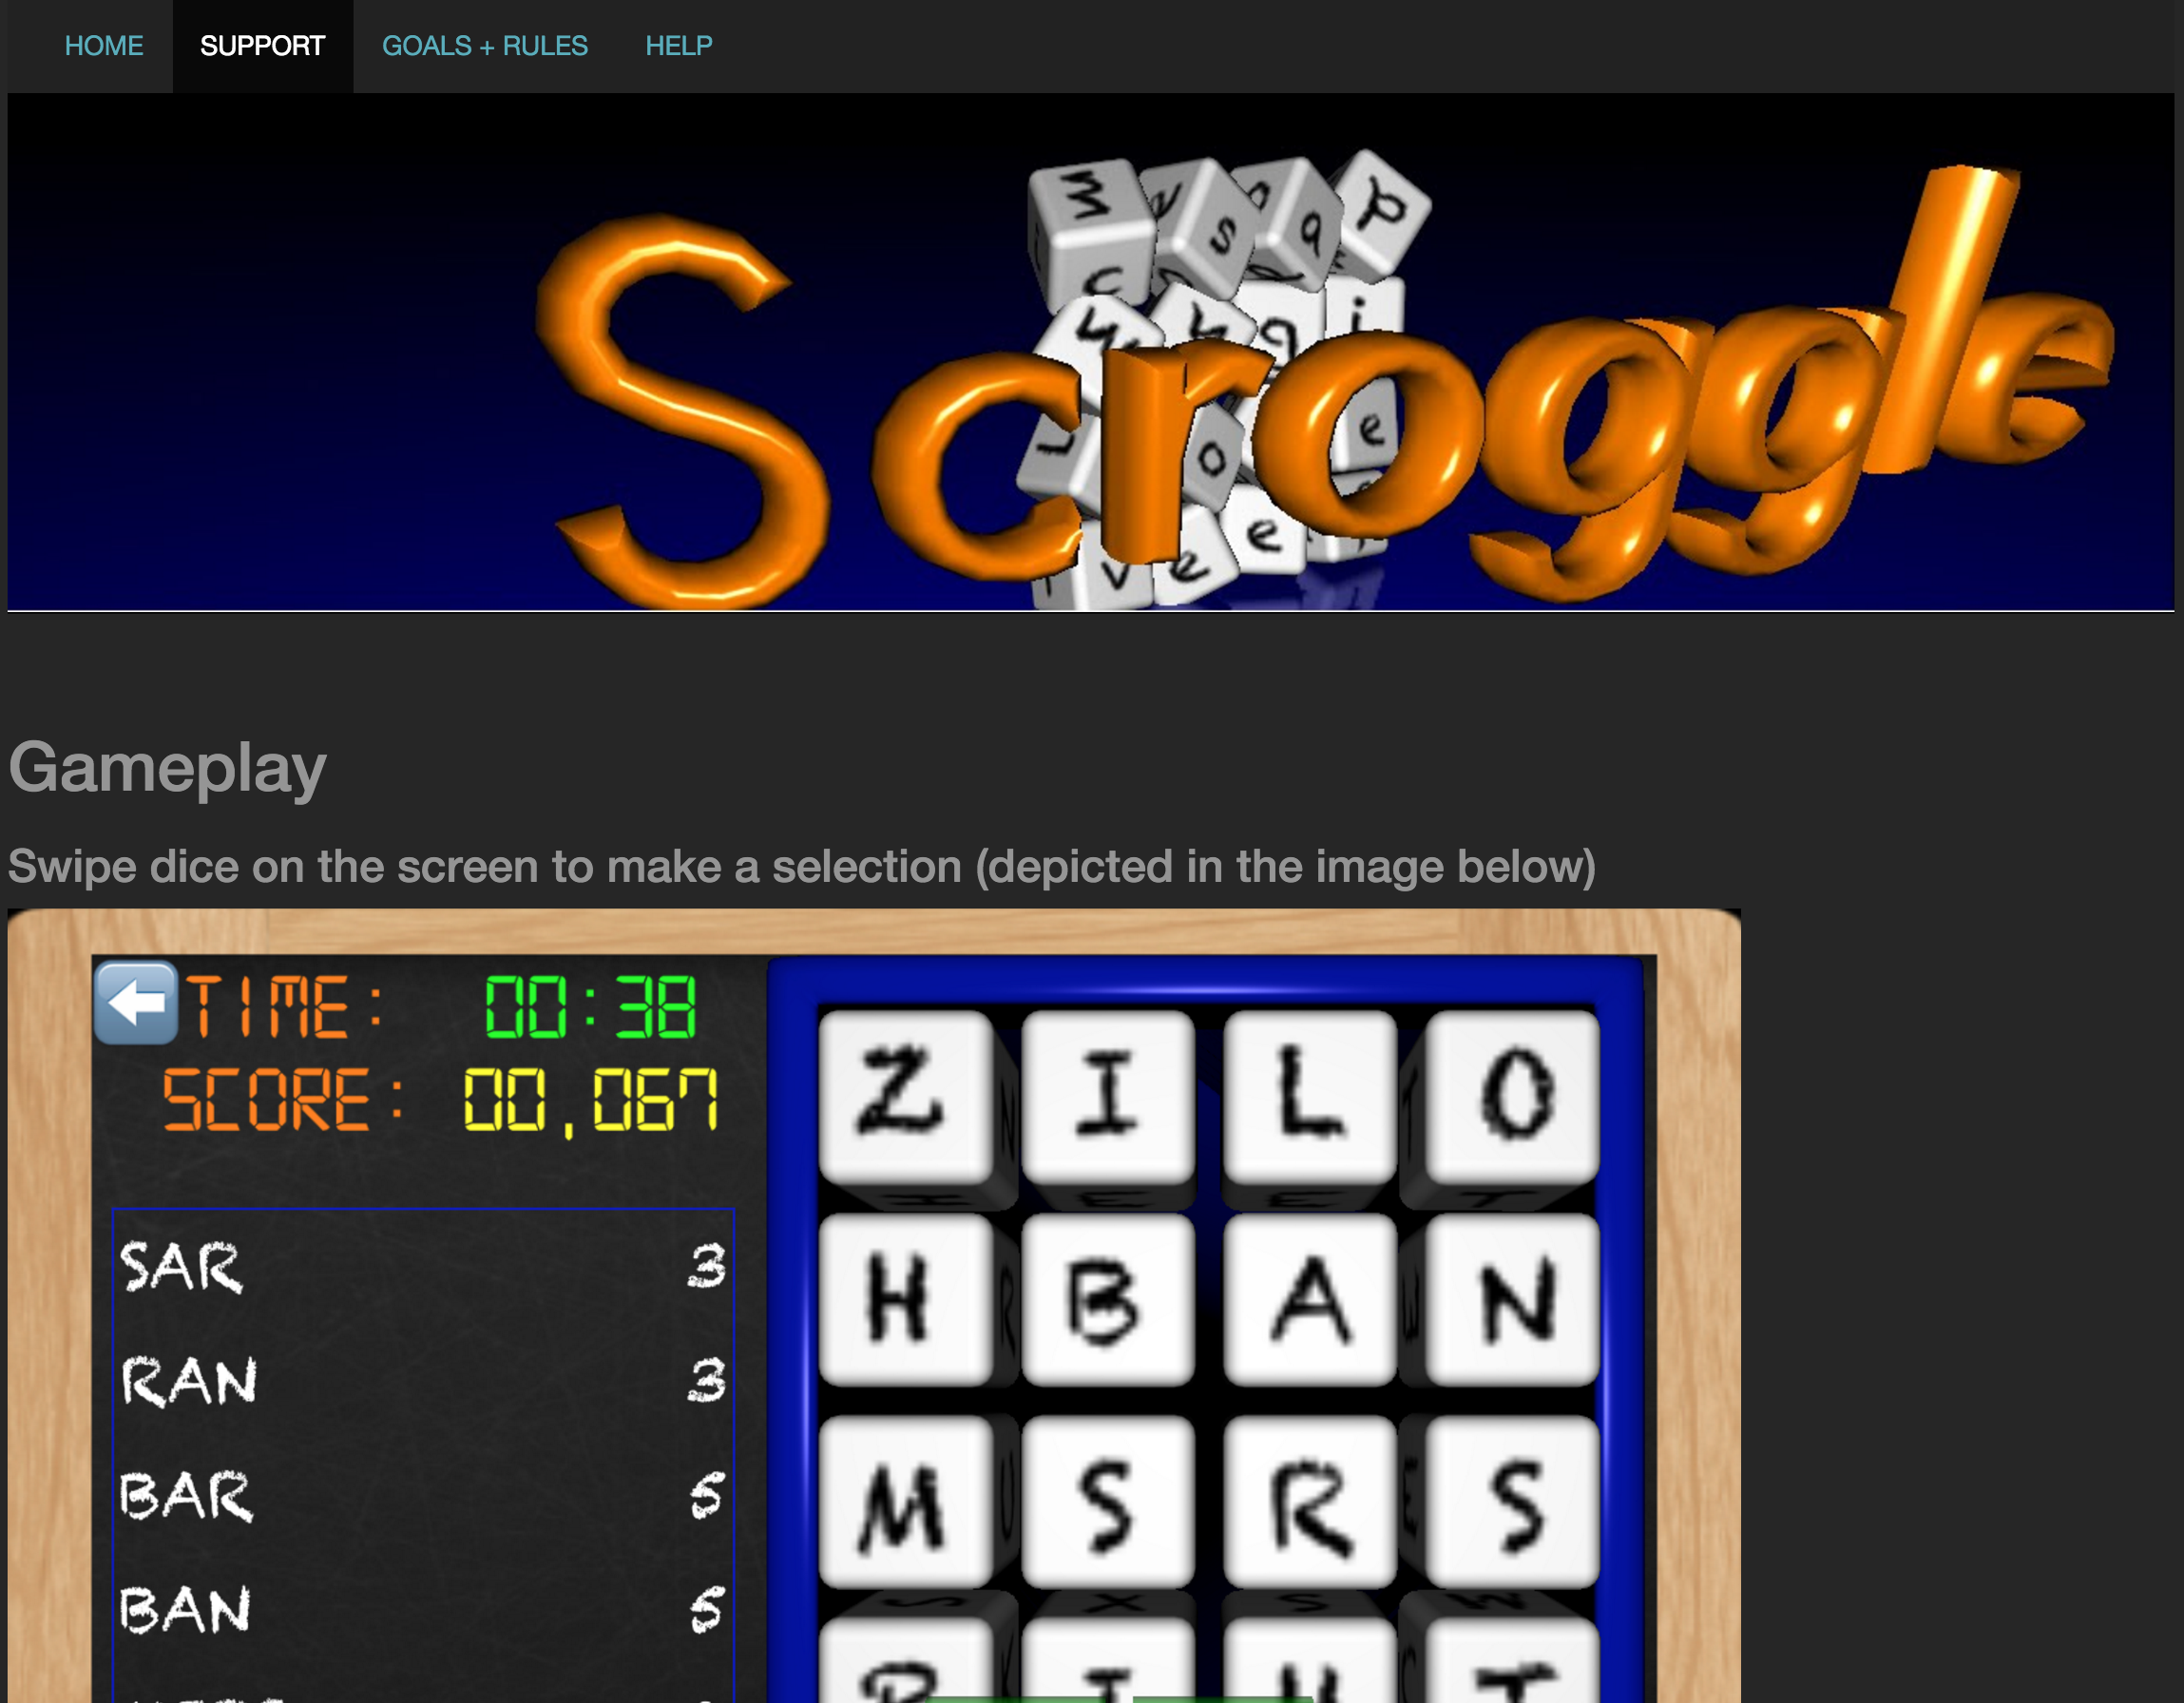 HOME SUPPORT GOALS + RULES HELP
Scroggle
Gameplay
Swipe dice on the screen to make a selection (depicted in the image below)
TIME: 00:38
SCORE: 00,067
SAR 3
RAN 3
BAR 5
BAN 5
Z I L O
H B A N
M S R S